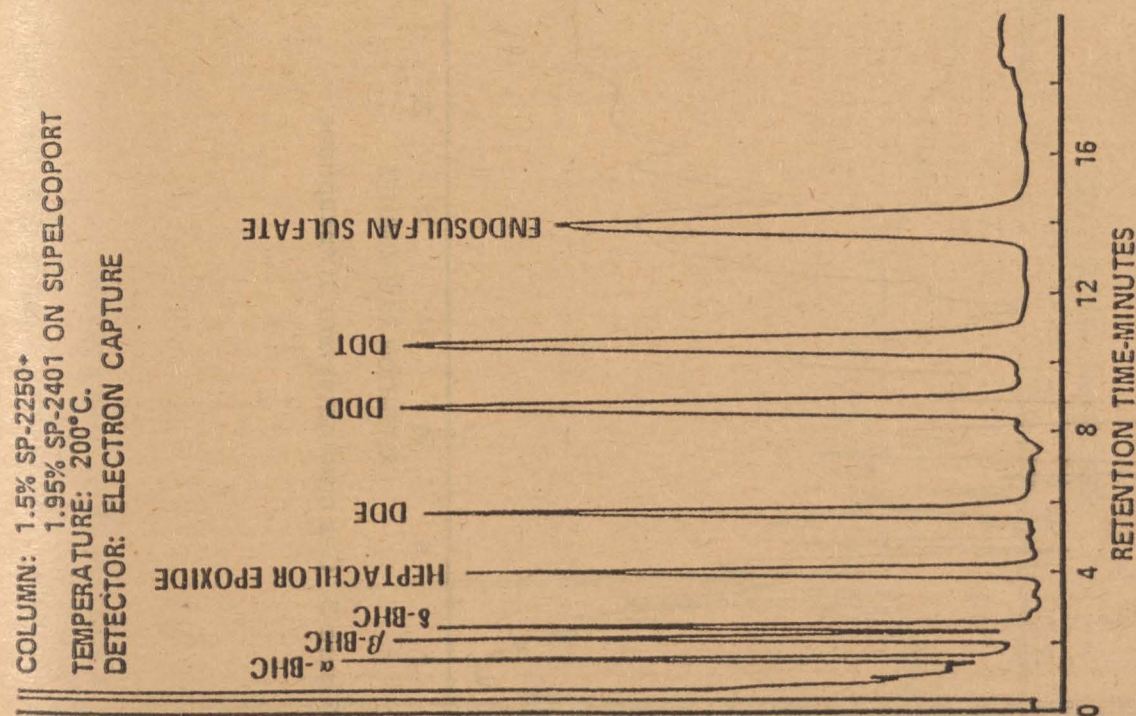 COLUMN: 1.5% SP-2250+
1.95% SP-2401 ON SUPELCOPORT
TEMPERATURE: 200°C.
DETECTOR: ELECTRON CAPTURE
α-BHC
β-BHC
δ-BHC
HEPTACHLOR EPOXIDE
DDE
DDD
DDT
ENDOSULFAN SULFATE
0 4 8 12 16
RETENTION TIME-MINUTES